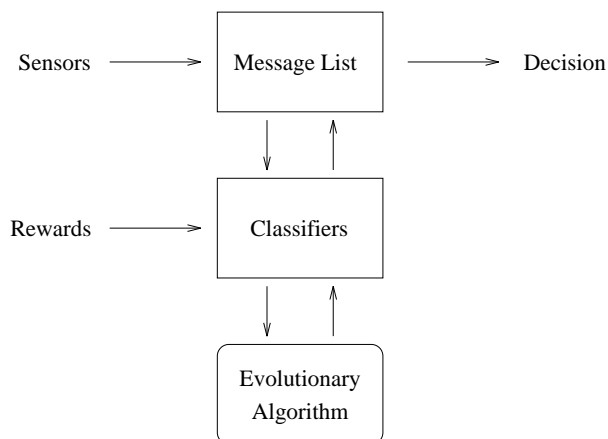 Sensors
Message List
Decision
Rewards
Classifiers
Evolutionary
Algorithm